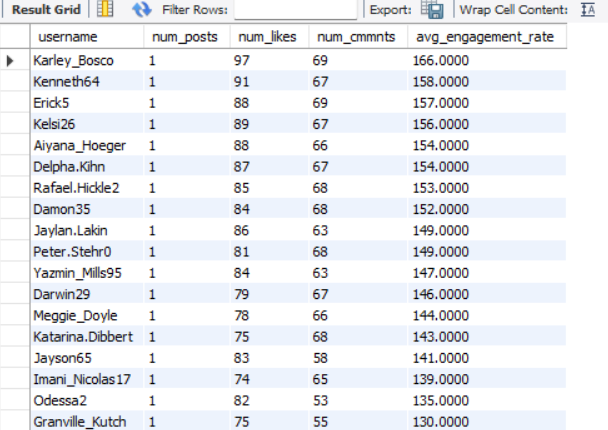 Result Grid Filter Rows: Export: Wrap Cell Content: IA
username num_posts num_likes num_cmmnts avg_engagement_rate
Karley_Bosco 1 97 69 166.0000
Kenneth64 1 91 67 158.0000
Erick5 1 88 69 157.0000
Kelsi26 1 89 67 156.0000
Aiyana_Hoeger 1 88 66 154.0000
Delpha.Kihn 1 87 67 154.0000
Rafael.Hickle2 1 85 68 153.0000
Damon35 1 84 68 152.0000
Jaylan.Lakin 1 86 63 149.0000
Peter.Stehr0 1 81 68 149.0000
Yazmin_Mills95 1 84 63 147.0000
Darwin29 1 79 67 146.0000
Meggie_Doyle 1 78 66 144.0000
Katarina.Dibbert 1 75 68 143.0000
Jayson65 1 83 58 141.0000
Imani_Nicolas17 1 74 65 139.0000
Odessa2 1 82 53 135.0000
Granville_Kutch 1 75 55 130.0000